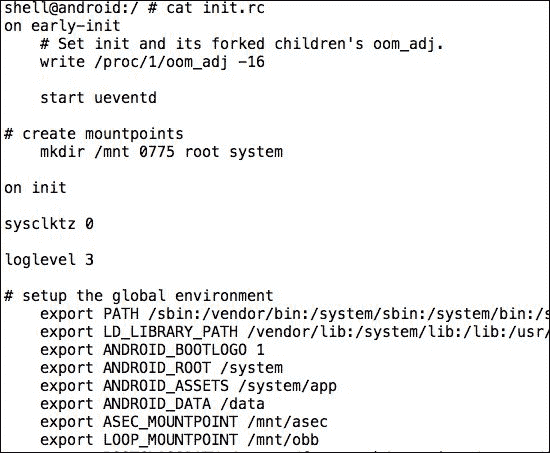 shell@android:/ # cat init.rc
on early-init
    # Set init and its forked children's oom_adj.
    write /proc/1/oom_adj -16
    start ueventd
# create mountpoints
    mkdir /mnt 0775 root system
on init
sysclktz 0
loglevel 3
# setup the global environment
    export PATH /sbin:/vendor/bin:/system/sbin:/system/bin:/s
    export LD_LIBRARY_PATH /vendor/lib:/system/lib:/lib:/usr/
    export ANDROID_BOOTLOGO 1
    export ANDROID_ROOT /system
    export ANDROID_ASSETS /system/app
    export ANDROID_DATA /data
    export ASEC_MOUNTPOINT /mnt/asec
    export LOOP_MOUNTPOINT /mnt/obb